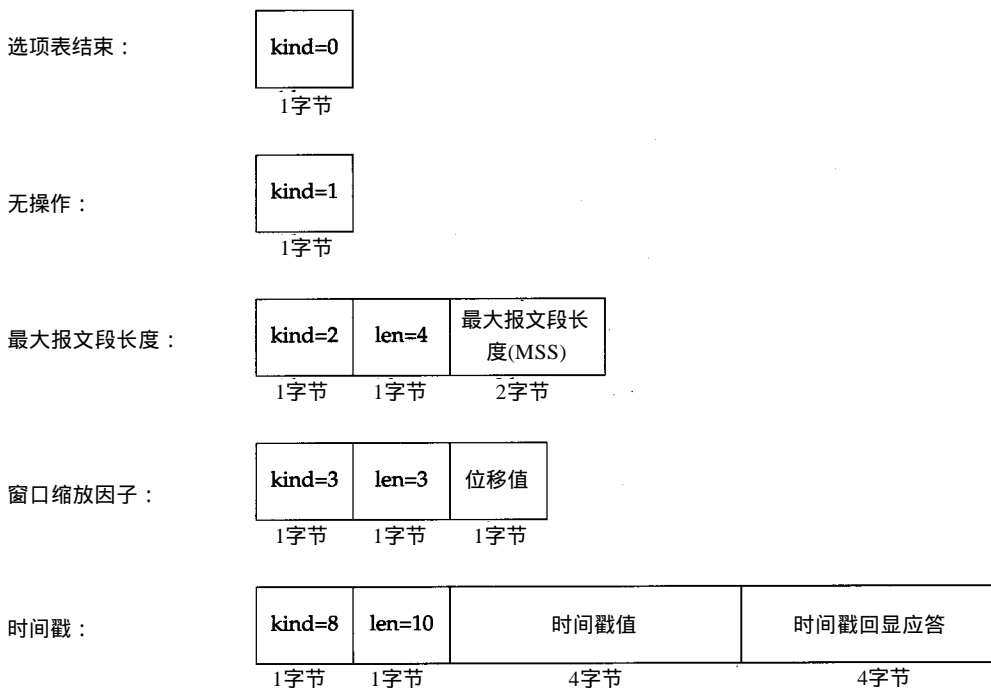 选项表结束：
kind=0
1字节
无操作：
kind=1
1字节
最大报文段长度：
kind=2
len=4
最大报文段长
度(MSS)
1字节
1字节
2字节
窗口缩放因子：
kind=3
len=3
位移值
1字节
1字节
1字节
时间戳：
kind=8
len=10
时间戳值
时间戳回显应答
1字节
1字节
4字节
4字节